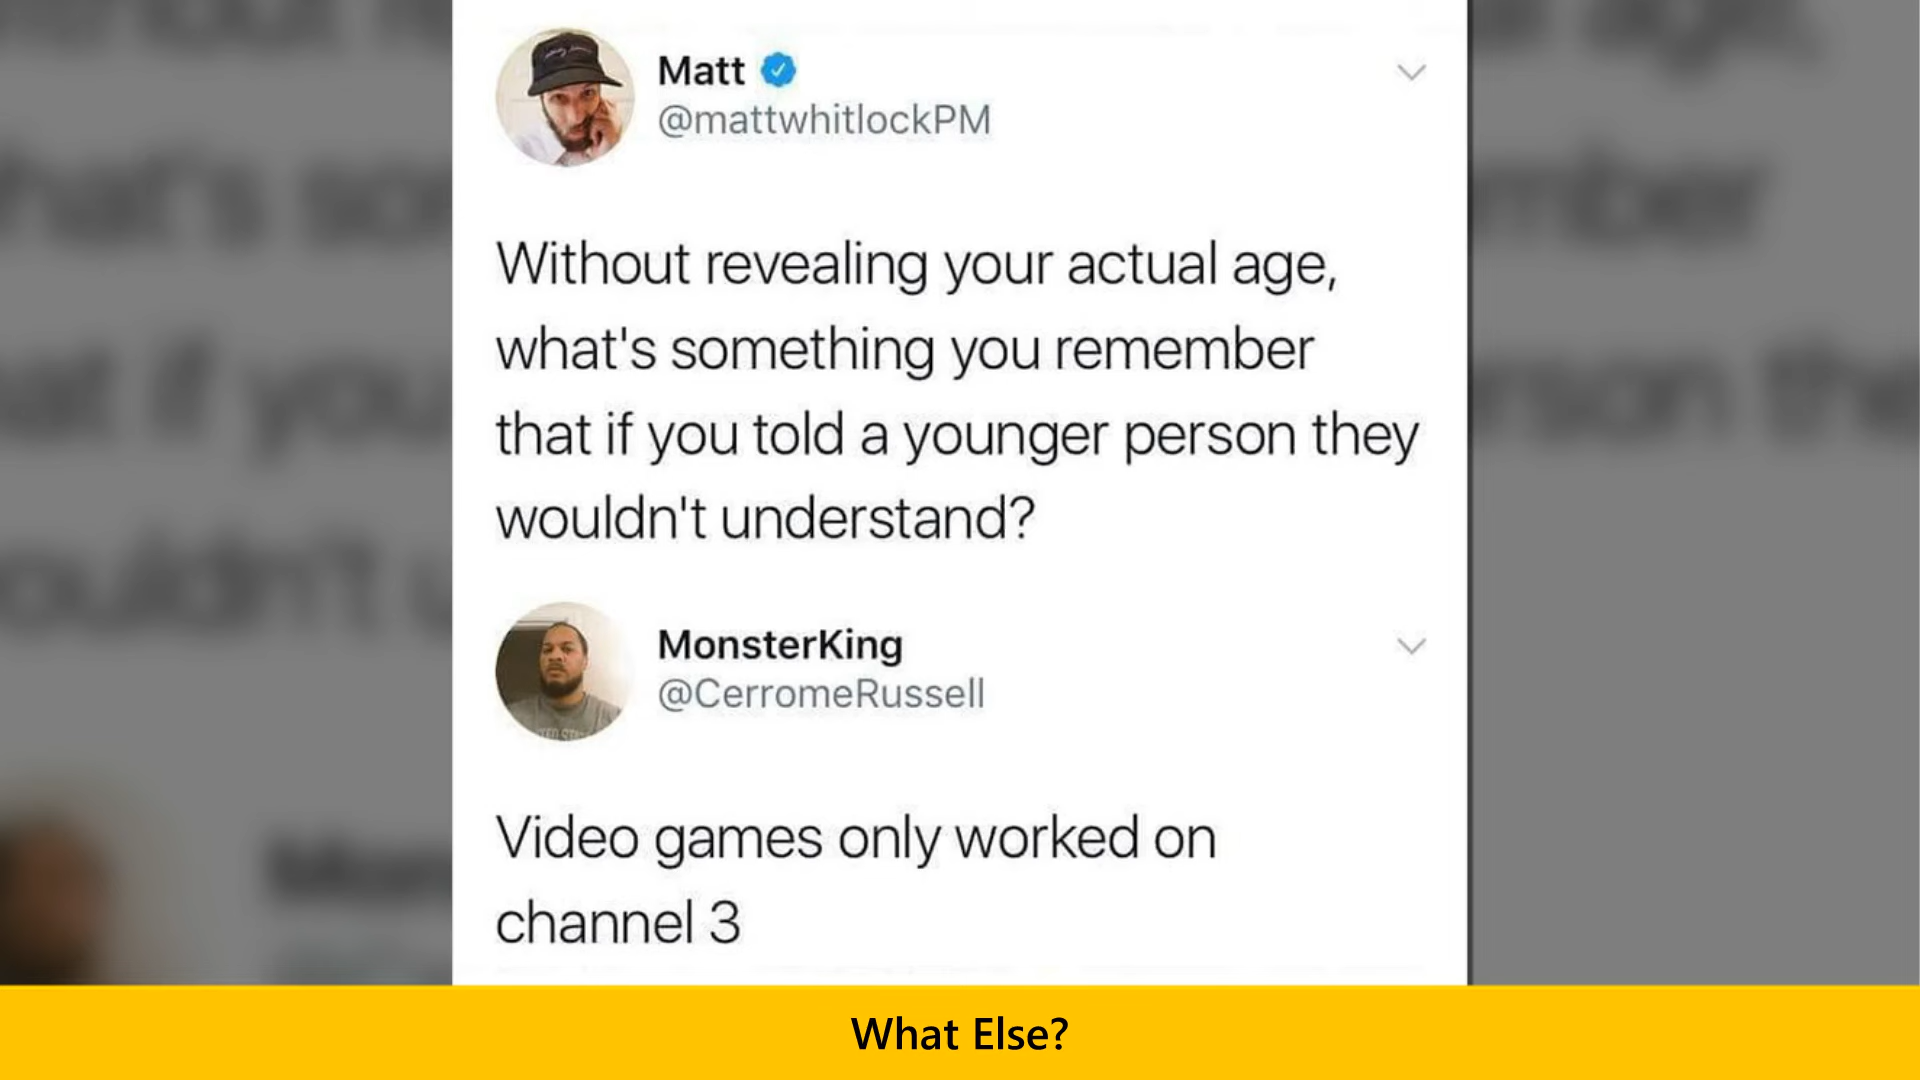 Matt
@mattwhitlockPM
Without revealing your actual age,
what's something you remember
that if you told a younger person they
wouldn't understand?
MonsterKing
@CerromeRussell
Video games only worked on
channel 3
What Else?